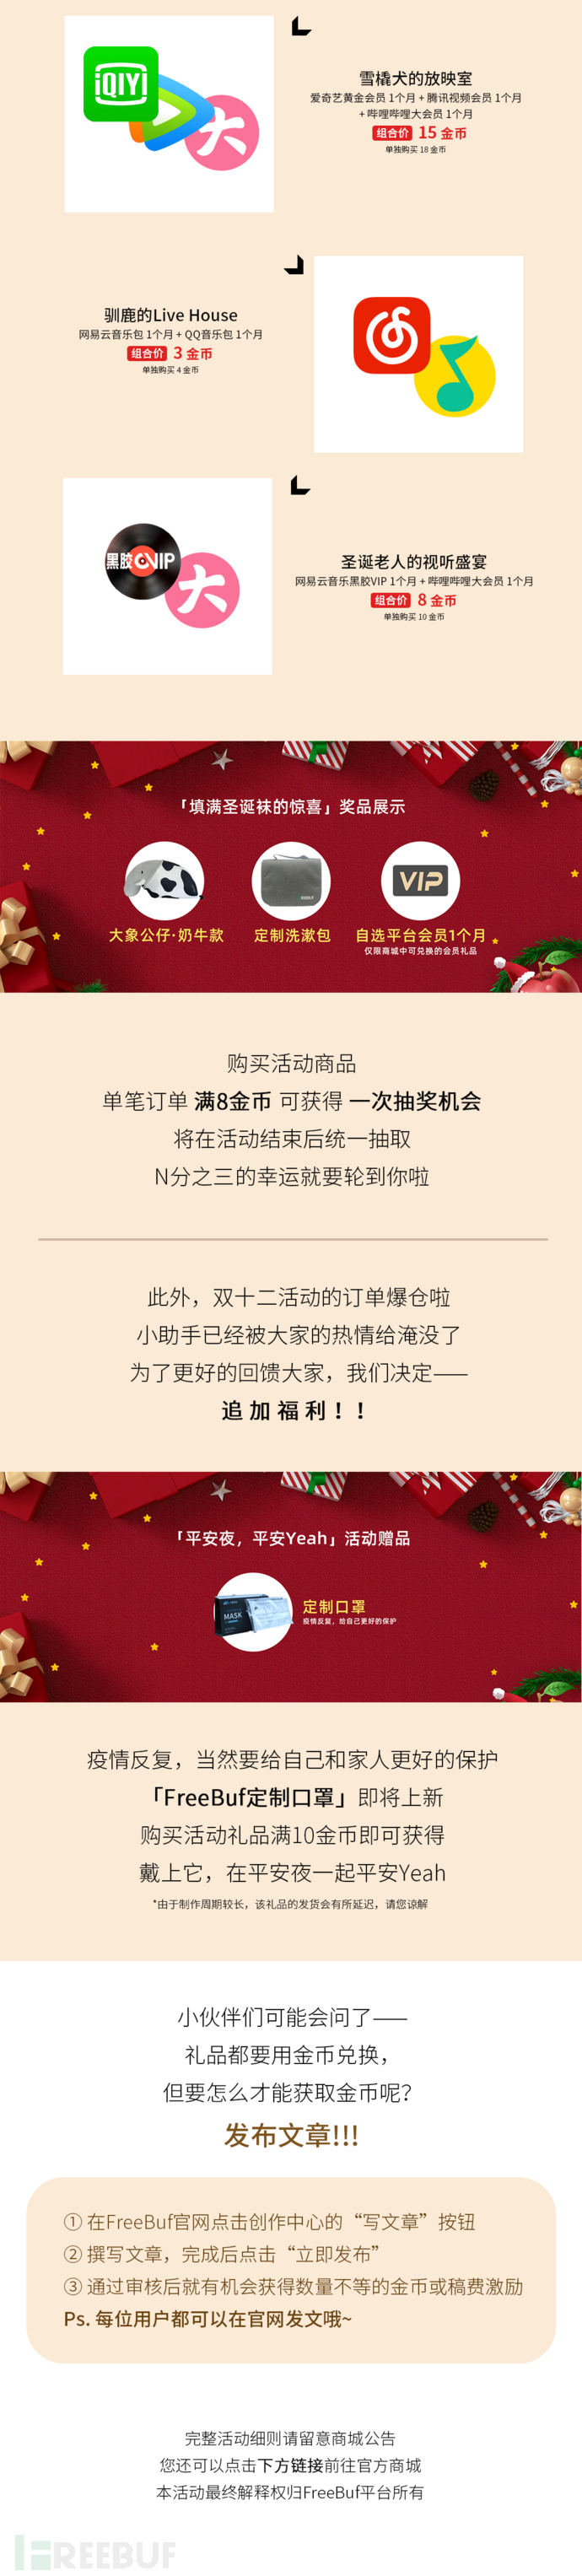 iQIYI
大
雪橇犬的放映室
爱奇艺黄金会员 1个月 + 腾讯视频会员 1个月
+ 哔哩哔哩大会员 1个月
组合价 15 金币
单独购买 18 金币
驯鹿的Live House
网易云音乐包 1个月 + QQ音乐包 1个月
组合价 3 金币
单独购买 4 金币
黑胶VIP
大
圣诞老人的视听盛宴
网易云音乐黑胶VIP 1个月 + 哔哩哔哩大会员 1个月
组合价 8 金币
单独购买 10 金币
「填满圣诞袜的惊喜」奖品展示
VIP
大象公仔·奶牛款 定制洗漱包 自选平台会员1个月
仅限商城中可兑换的会员礼品
购买活动商品
单笔订单 满8金币 可获得 一次抽奖机会
将在活动结束后统一抽取
N分之三的幸运就要轮到你啦
此外，双十二活动的订单爆仓啦
小助手已经被大家的热情给淹没了
为了更好的回馈大家，我们决定——
追加福利！！
「平安夜，平安Yeah」活动赠品
MASK
定制口罩
疫情反复，给自己更好的保护
疫情反复，当然要给自己和家人更好的保护
「FreeBuf定制口罩」即将上新
购买活动礼品满10金币即可获得
戴上它，在平安夜一起平安Yeah
*由于制作周期较长，该礼品的发货会有所延迟，请您谅解
小伙伴们可能会问了——
礼品都要用金币兑换，
但要怎么才能获取金币呢？
发布文章!!!
① 在FreeBuf官网点击创作中心的“写文章”按钮
② 撰写文章，完成后点击“立即发布”
③ 通过审核后就有机会获得数量不等的金币或稿费激励
Ps. 每位用户都可以在官网发文哦~
完整活动细则请留意商城公告
您还可以点击下方链接前往官方商城
本活动最终解释权归FreeBuf平台所有
FREEBUF